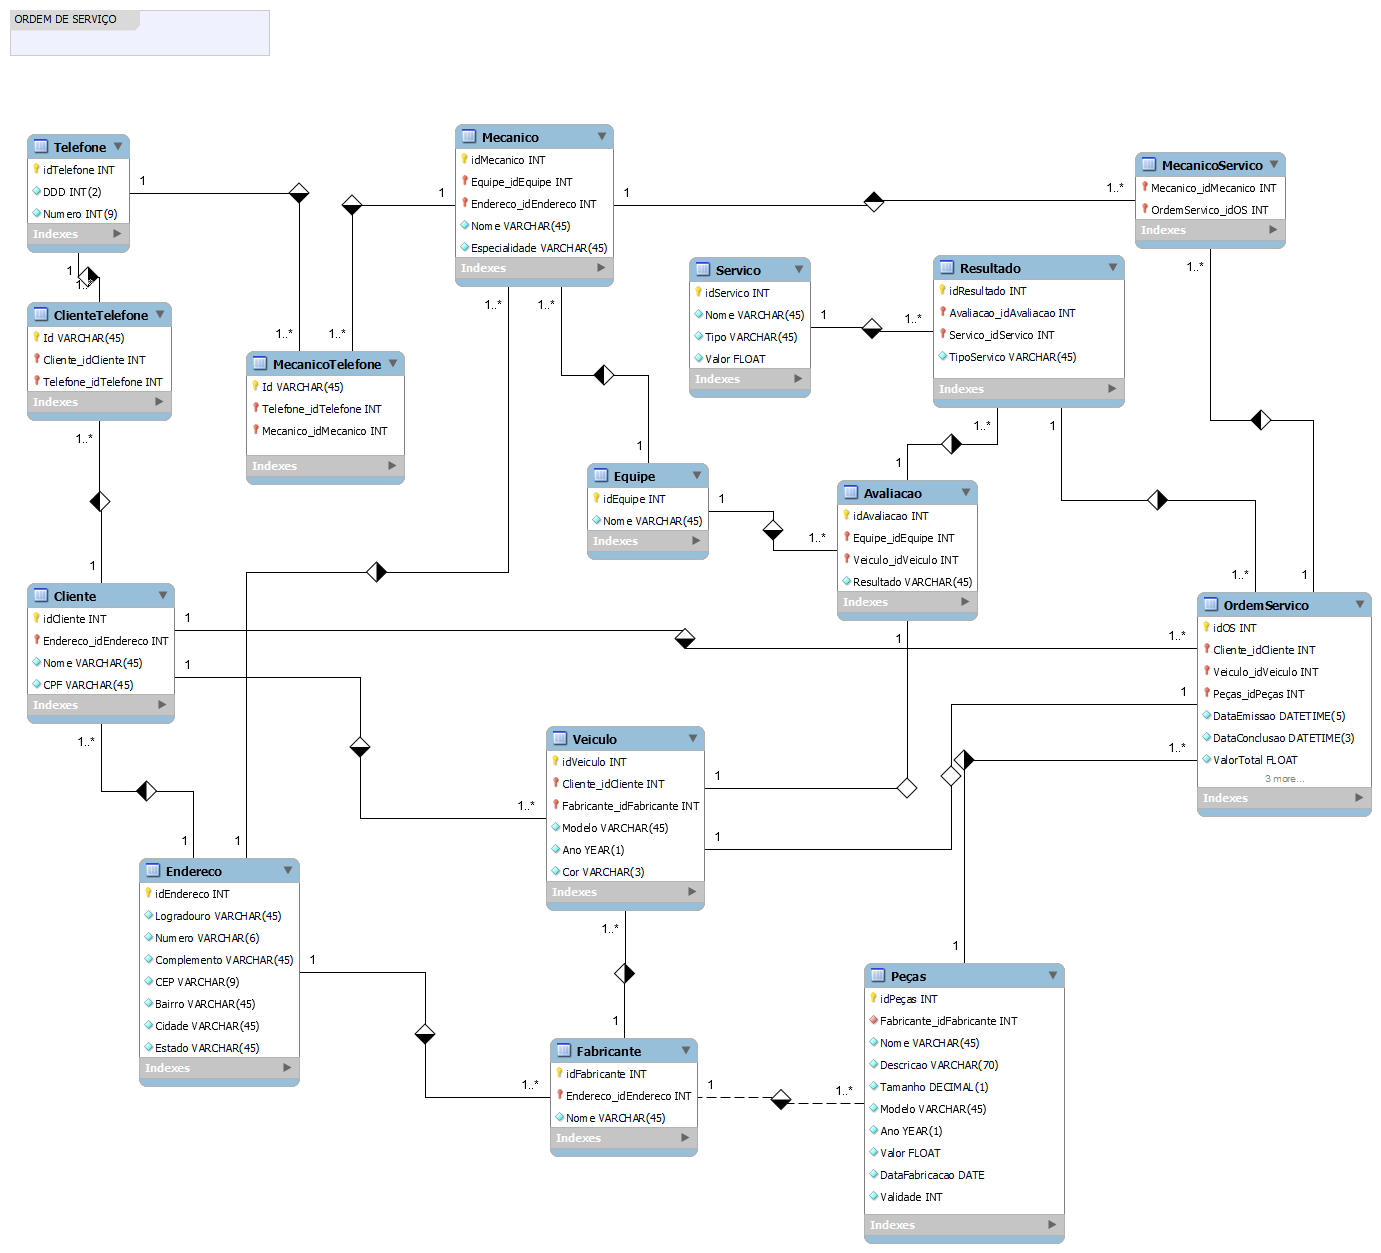 ORDEM DE SERVIÇO
Telefone
idTelefone INT
DDD INT(2)
Numero INT(9)
Indexes
Mecanico
idMecanico INT
Equipe_idEquipe INT
Endereco_idEndereco INT
Nome VARCHAR(45)
Especialidade VARCHAR(45)
Indexes
MecanicoServico
Mecanico_idMecanico INT
OrdemServico_idOS INT
Indexes
1
1
1
1..*
Servico
idServico INT
Nome VARCHAR(45)
Tipo VARCHAR(45)
Valor FLOAT
Indexes
Resultado
idResultado INT
Avaliacao_idAvaliacao INT
Servico_idServico INT
TipoServico VARCHAR(45)
Indexes
1
1..*
1
1..*
1..*
1..*
1..*
ClienteTelefone
Id VARCHAR(45)
Cliente_idCliente INT
Telefone_idTelefone INT
Indexes
1..*
1..*
MecanicoTelefone
Id VARCHAR(45)
Telefone_idTelefone INT
Mecanico_idMecanico INT
Indexes
1..*
1
1..*
1
1
Equipe
idEquipe INT
Nome VARCHAR(45)
Indexes
1
1..*
Avaliacao
idAvaliacao INT
Equipe_idEquipe INT
Veiculo_idVeiculo INT
Resultado VARCHAR(45)
Indexes
1
1..*
1
Cliente
idCliente INT
Endereco_idEndereco INT
Nome VARCHAR(45)
CPF VARCHAR(45)
Indexes
1
1
1
1..*
OrdemServico
idOS INT
Cliente_idCliente INT
Veiculo_idVeiculo INT
Peças_idPeças INT
DataEmissao DATETIME(5)
DataConclusao DATETIME(3)
ValorTotal FLOAT
3 more...
Indexes
1
1..*
1..*
Veiculo
idVeiculo INT
Cliente_idCliente INT
Fabricante_idFabricante INT
Modelo VARCHAR(45)
Ano YEAR(1)
Cor VARCHAR(3)
Indexes
1
1..*
1
1
1
Endereco
idEndereco INT
Logradouro VARCHAR(45)
Numero VARCHAR(6)
Complemento VARCHAR(45)
CEP VARCHAR(9)
Bairro VARCHAR(45)
Cidade VARCHAR(45)
Estado VARCHAR(45)
Indexes
1..*
1
1
1
Fabricante
idFabricante INT
Endereco_idEndereco INT
Nome VARCHAR(45)
Indexes
1..*
1
1..*
Peças
idPeças INT
Fabricante_idFabricante INT
Nome VARCHAR(45)
Descricao VARCHAR(70)
Tamanho DECIMAL(1)
Modelo VARCHAR(45)
Ano YEAR(1)
Valor FLOAT
DataFabricacao DATE
Validade INT
Indexes